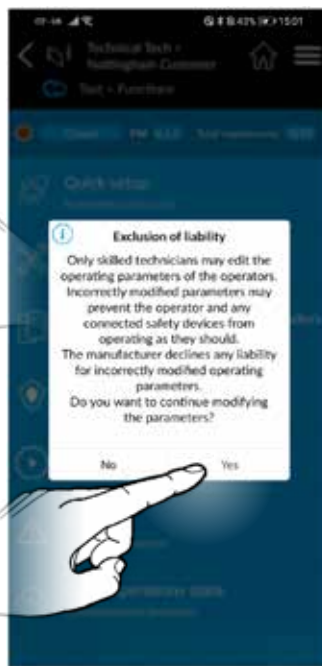 15:01
Technical Tech >
Nottingham Customer
Test > Functions
Quick setup
Exclusion of liability
Only skilled technicians may edit the
operating parameters of the operators.
Incorrectly modified parameters may
prevent the operator and any
connected safety devices from
operating as they should.
The manufacturer declines any liability
for incorrectly modified operating
parameters.
Do you want to continue modifying
the parameters?
No Yes